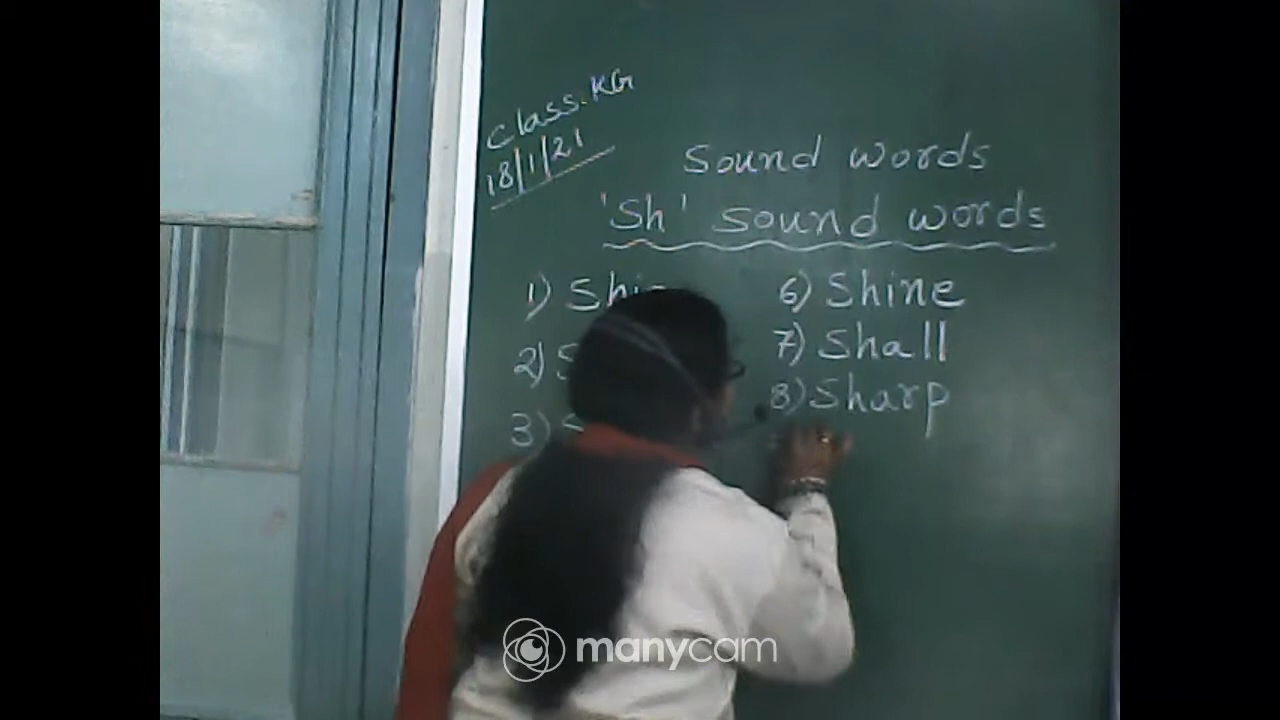 Class. KG
18/1/21
Sound words
'Sh' sound words
1)
2)
3)
6) Shine
7) Shall
8) Sharp
manycam